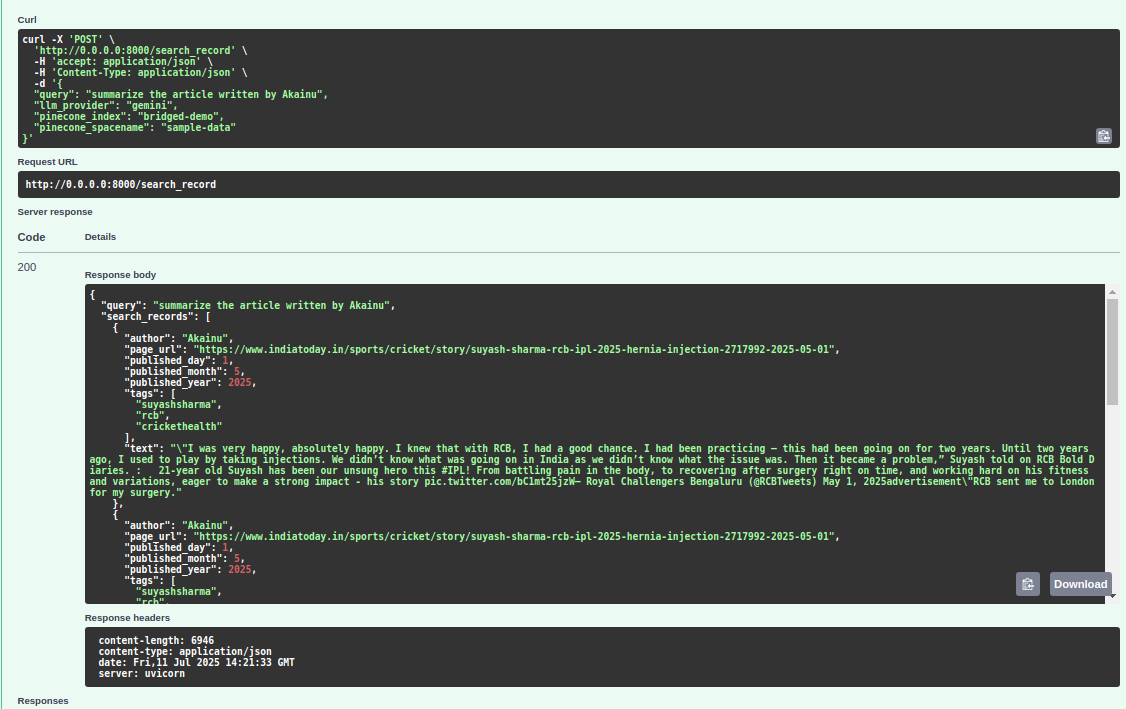 Curl
curl -X 'POST' \
'http://0.0.0.0:8000/search_record' \
-H 'accept: application/json' \
-H 'Content-Type: application/json' \
-d '{
"query": "summarize the article written by Akainu",
"llm_provider": "gemini",
"pinecone_index": "bridged-demo",
"pinecone_spacename": "sample-data"
}'
Request URL
http://0.0.0.0:8000/search_record
Server response
Code Details
200
Response body
{
"query": "summarize the article written by Akainu",
"search_records": [
{
"author": "Akainu",
"page_url": "https://www.indiatoday.in/sports/cricket/story/suyash-sharma-rcb-ipl-2025-hernia-injection-2717992-2025-05-01",
"published_day": 1,
"published_month": 5,
"published_year": 2025,
"tags": [
"suyashsharma",
"rcb",
"crickethealth"
],
"text": "\"I was very happy, absolutely happy. I knew that with RCB, I had a good chance. I had been practicing — this had been going on for two years. Until two years
ago, I used to play by taking injections. We didn't know what was going on in India as we didn't know what the issue was. Then it became a problem,” Suyash told on RCB Bold D
iaries. :   21-year old Suyash has been our unsung hero this #IPL! From battling pain in the body, to recovering after surgery right on time, and working hard on his fitness
and variations, eager to make a strong impact - his story pic.twitter.com/bC1mt25jzW— Royal Challengers Bengaluru (@RCBTweets) May 1, 2025advertisement\"RCB sent me to London
for my surgery."
},
{
"author": "Akainu",
"page_url": "https://www.indiatoday.in/sports/cricket/story/suyash-sharma-rcb-ipl-2025-hernia-injection-2717992-2025-05-01",
"published_day": 1,
"published_month": 5,
"published_year": 2025,
"tags": [
"suyashsharma",
"rcb",
Download
Response headers
content-length: 6946
content-type: application/json
date: Fri,11 Jul 2025 14:21:33 GMT
server: uvicorn
Responses